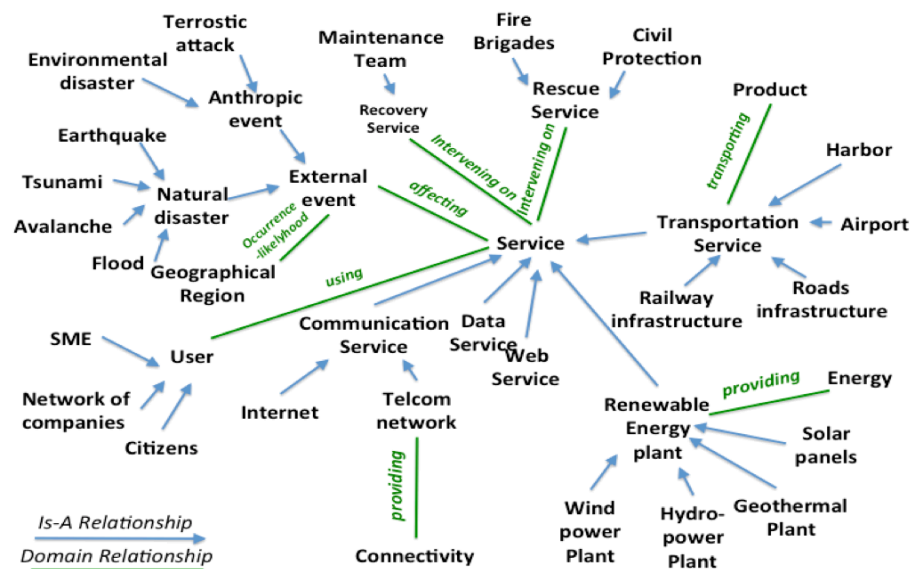 Terrostic
attack
Environmental
disaster
Anthropic
event
Maintenance
Team
Recovery
Service
Fire
Brigades
Civil
Protection
Rescue
Service
Product
transporting
Harbor
Airport
Transportation
Service
Railway
infrastructure
Roads
infrastructure
Earthquake
Tsunami
Avalanche
Flood
Natural
disaster
External
event
Occurrence
-likelyhood
Geographical
Region
affecting
Intervening on
Intervening on
Service
using
SME
User
Network of
companies
Citizens
Communication
Service
Internet
Telcom
network
providing
Connectivity
Data
Service
Web
Service
Renewable
Energy
plant
providing
Energy
Solar
panels
Geothermal
Plant
Hydro-
power
Plant
Wind
power
Plant
Is-A Relationship
Domain Relationship